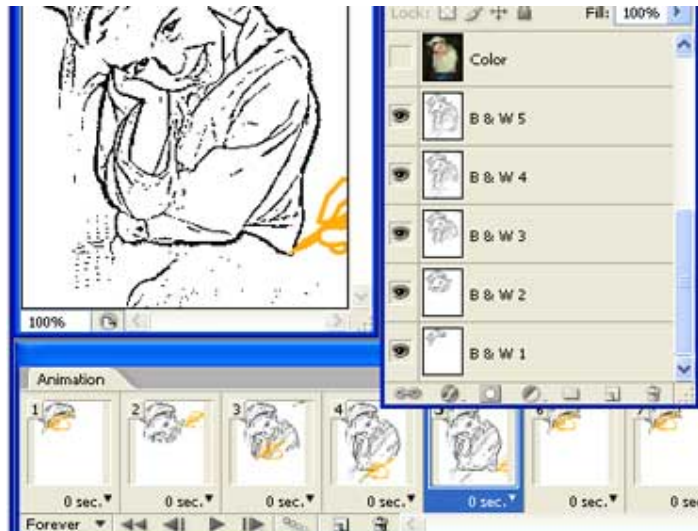 Lock: Fill: 100%
Color
B & W 5
B & W 4
B & W 3
B & W 2
B & W 1
100%
Animation
1 2 3 4 5 6 7
0 sec. 0 sec. 0 sec. 0 sec. 0 sec. 0 sec. 0 se
Forever